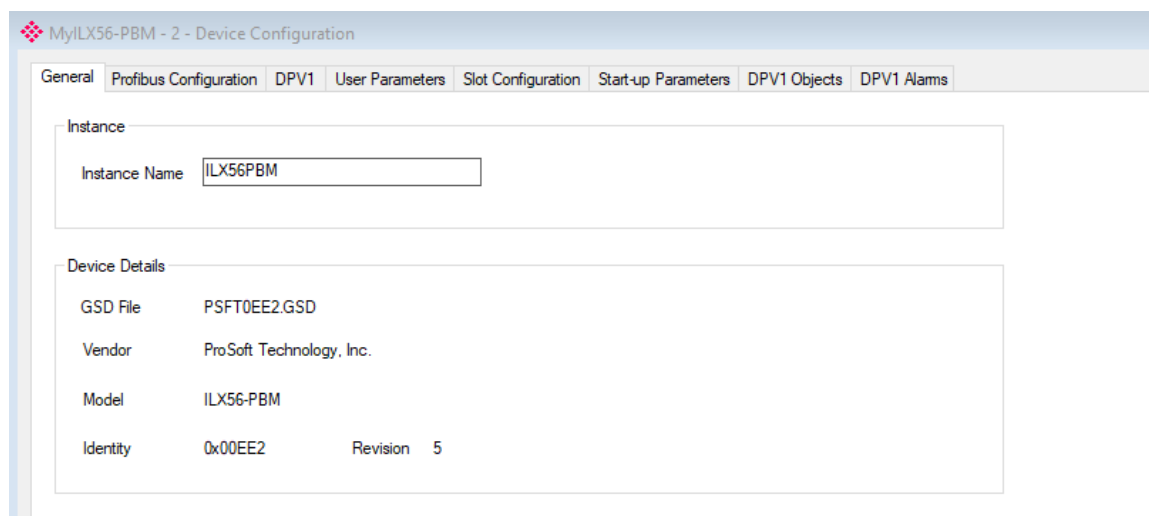 MyILX56-PBM - 2 - Device Configuration
General Profibus Configuration DPV1 User Parameters Slot Configuration Start-up Parameters DPV1 Objects DPV1 Alarms
Instance
Instance Name ILX56PBM
Device Details
GSD File PSFT0EE2.GSD
Vendor ProSoft Technology, Inc.
Model ILX56-PBM
Identity 0x00EE2 Revision 5